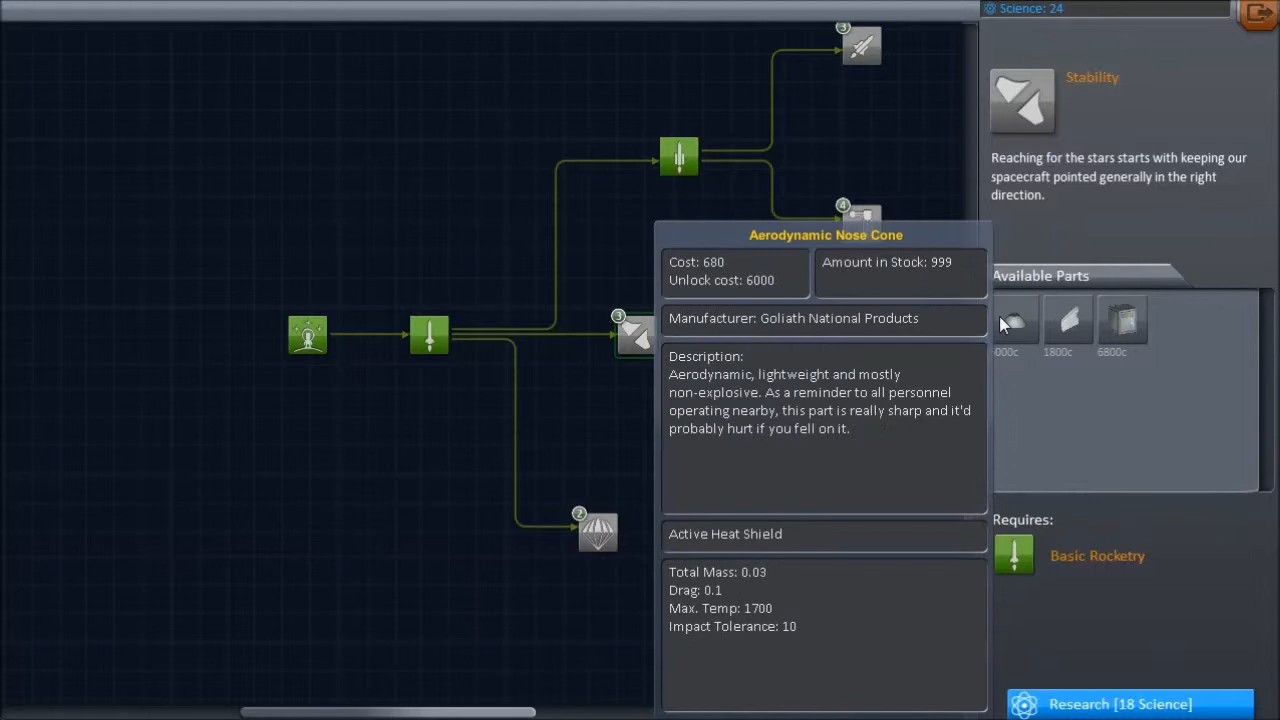 Science: 24
3
Stability
Reaching for the stars starts with keeping our
spacecraft pointed generally in the right
direction.
4
Aerodynamic Nose Cone
Cost: 680
Unlock cost: 6000
Amount in Stock: 999
Available Parts
Manufacturer: Goliath National Products
3
000c
1800c
6800c
Description:
Aerodynamic, lightweight and mostly
non-explosive. As a reminder to all personnel
operating nearby, this part is really sharp and it'd
probably hurt if you fell on it.
2
Active Heat Shield
Requires:
Basic Rocketry
Total Mass: 0.03
Drag: 0.1
Max. Temp: 1700
Impact Tolerance: 10
Research [18 Science]